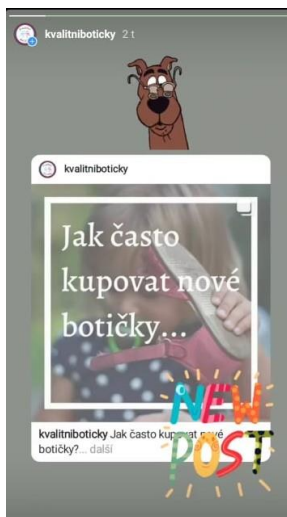 kvalitniboticky 2 t
kvalitniboticky
Jak často
kupovat nové
botičky...
NEW
POST
kvalitniboticky Jak často kupovat nové
botičky?... další